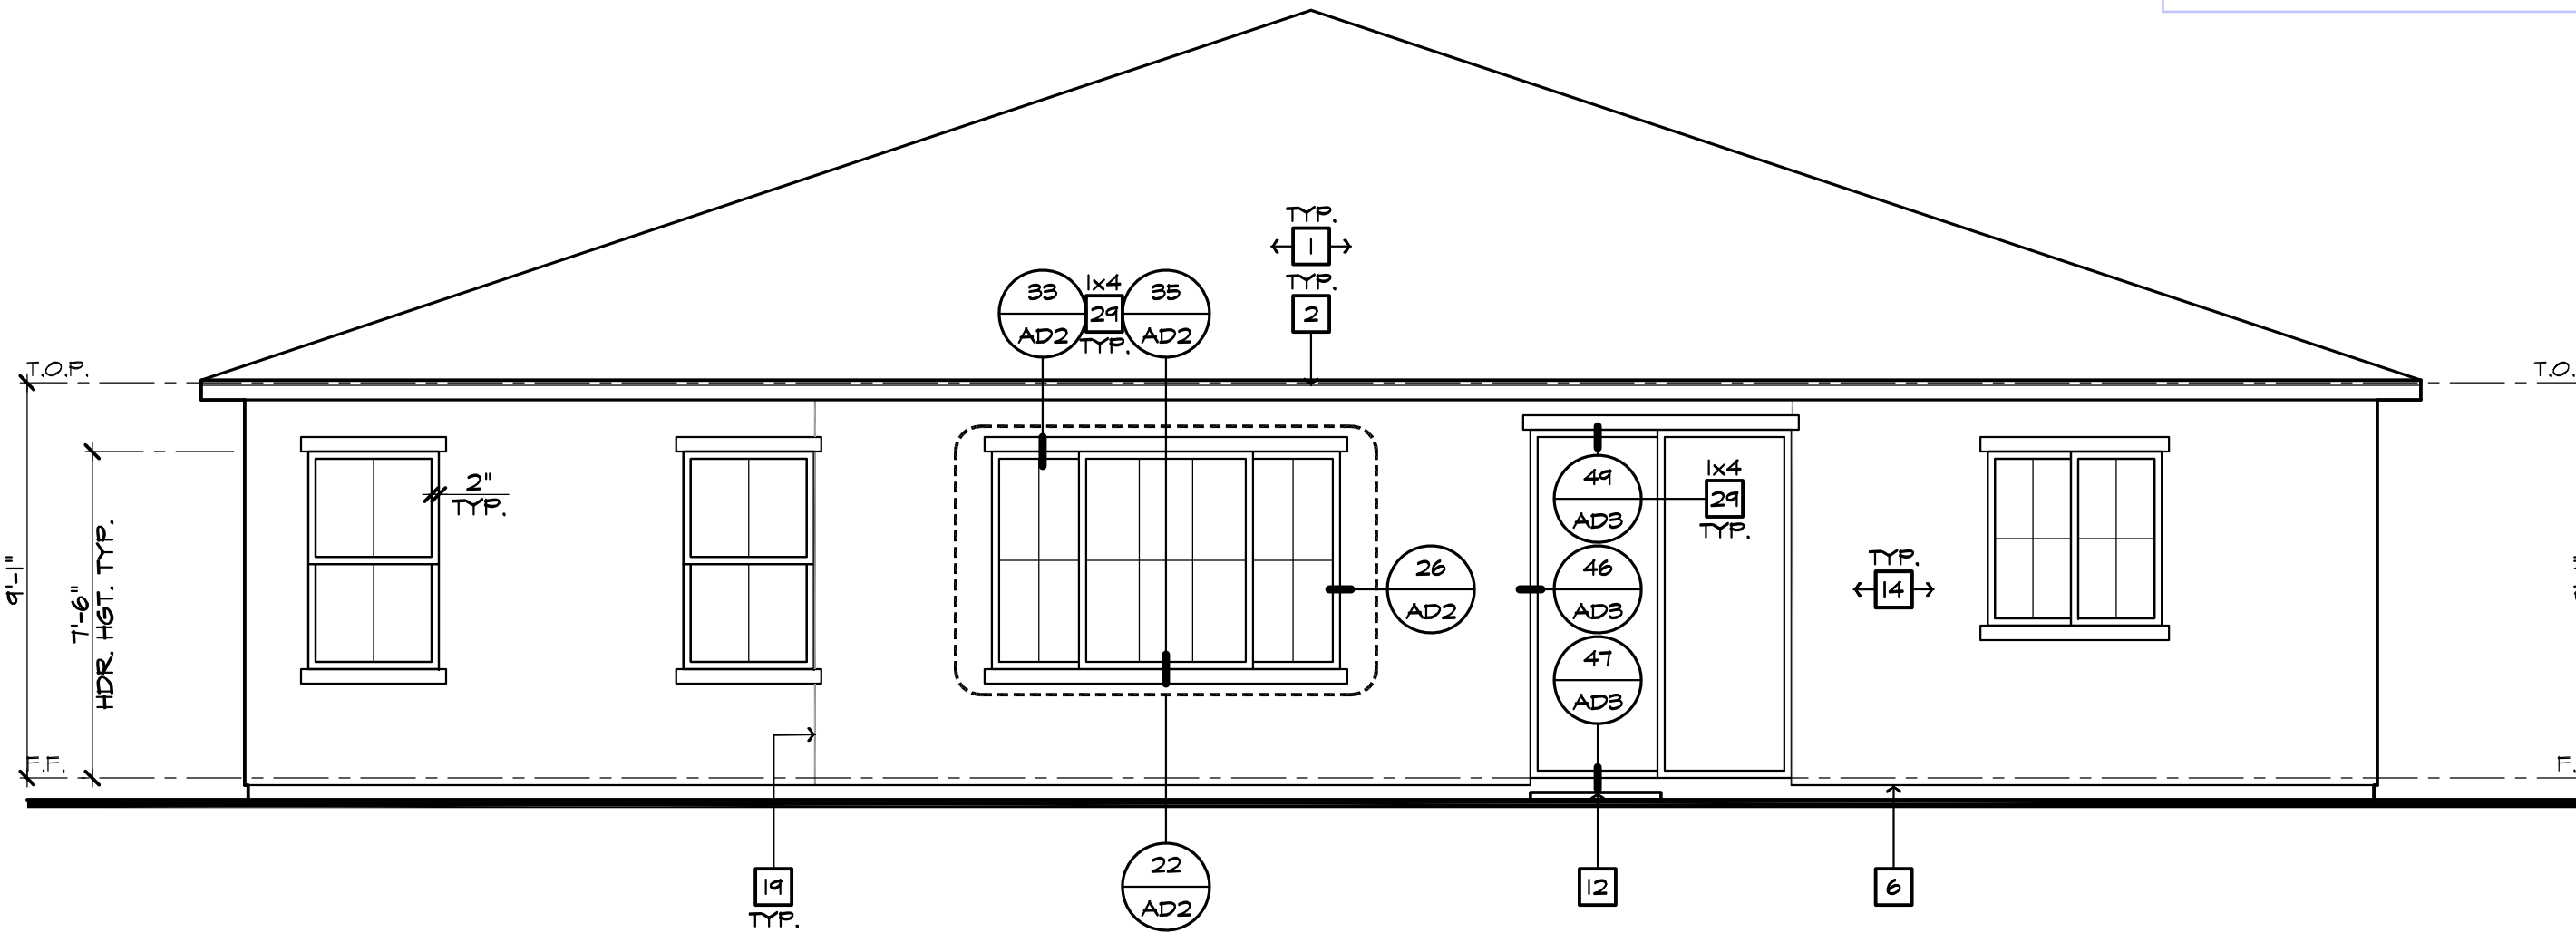 TYP.
1
TYP.
2
33
AD2
1x4
29
TYP.
35
AD2
T.O.P.
T.O.
9'-1"
7'-6"
HDR. HGT. TYP.
2"
TYP.
49
AD3
1x4
29
TYP.
26
AD2
46
AD3
47
AD3
TYP.
14
F.F.
F.
19
TYP.
22
AD2
12
6